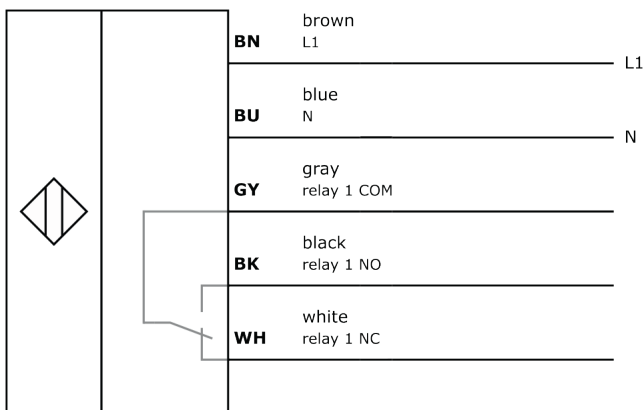 brown
BN L1
L1
blue
BU N
N
gray
GY relay 1 COM
black
BK relay 1 NO
white
WH relay 1 NC